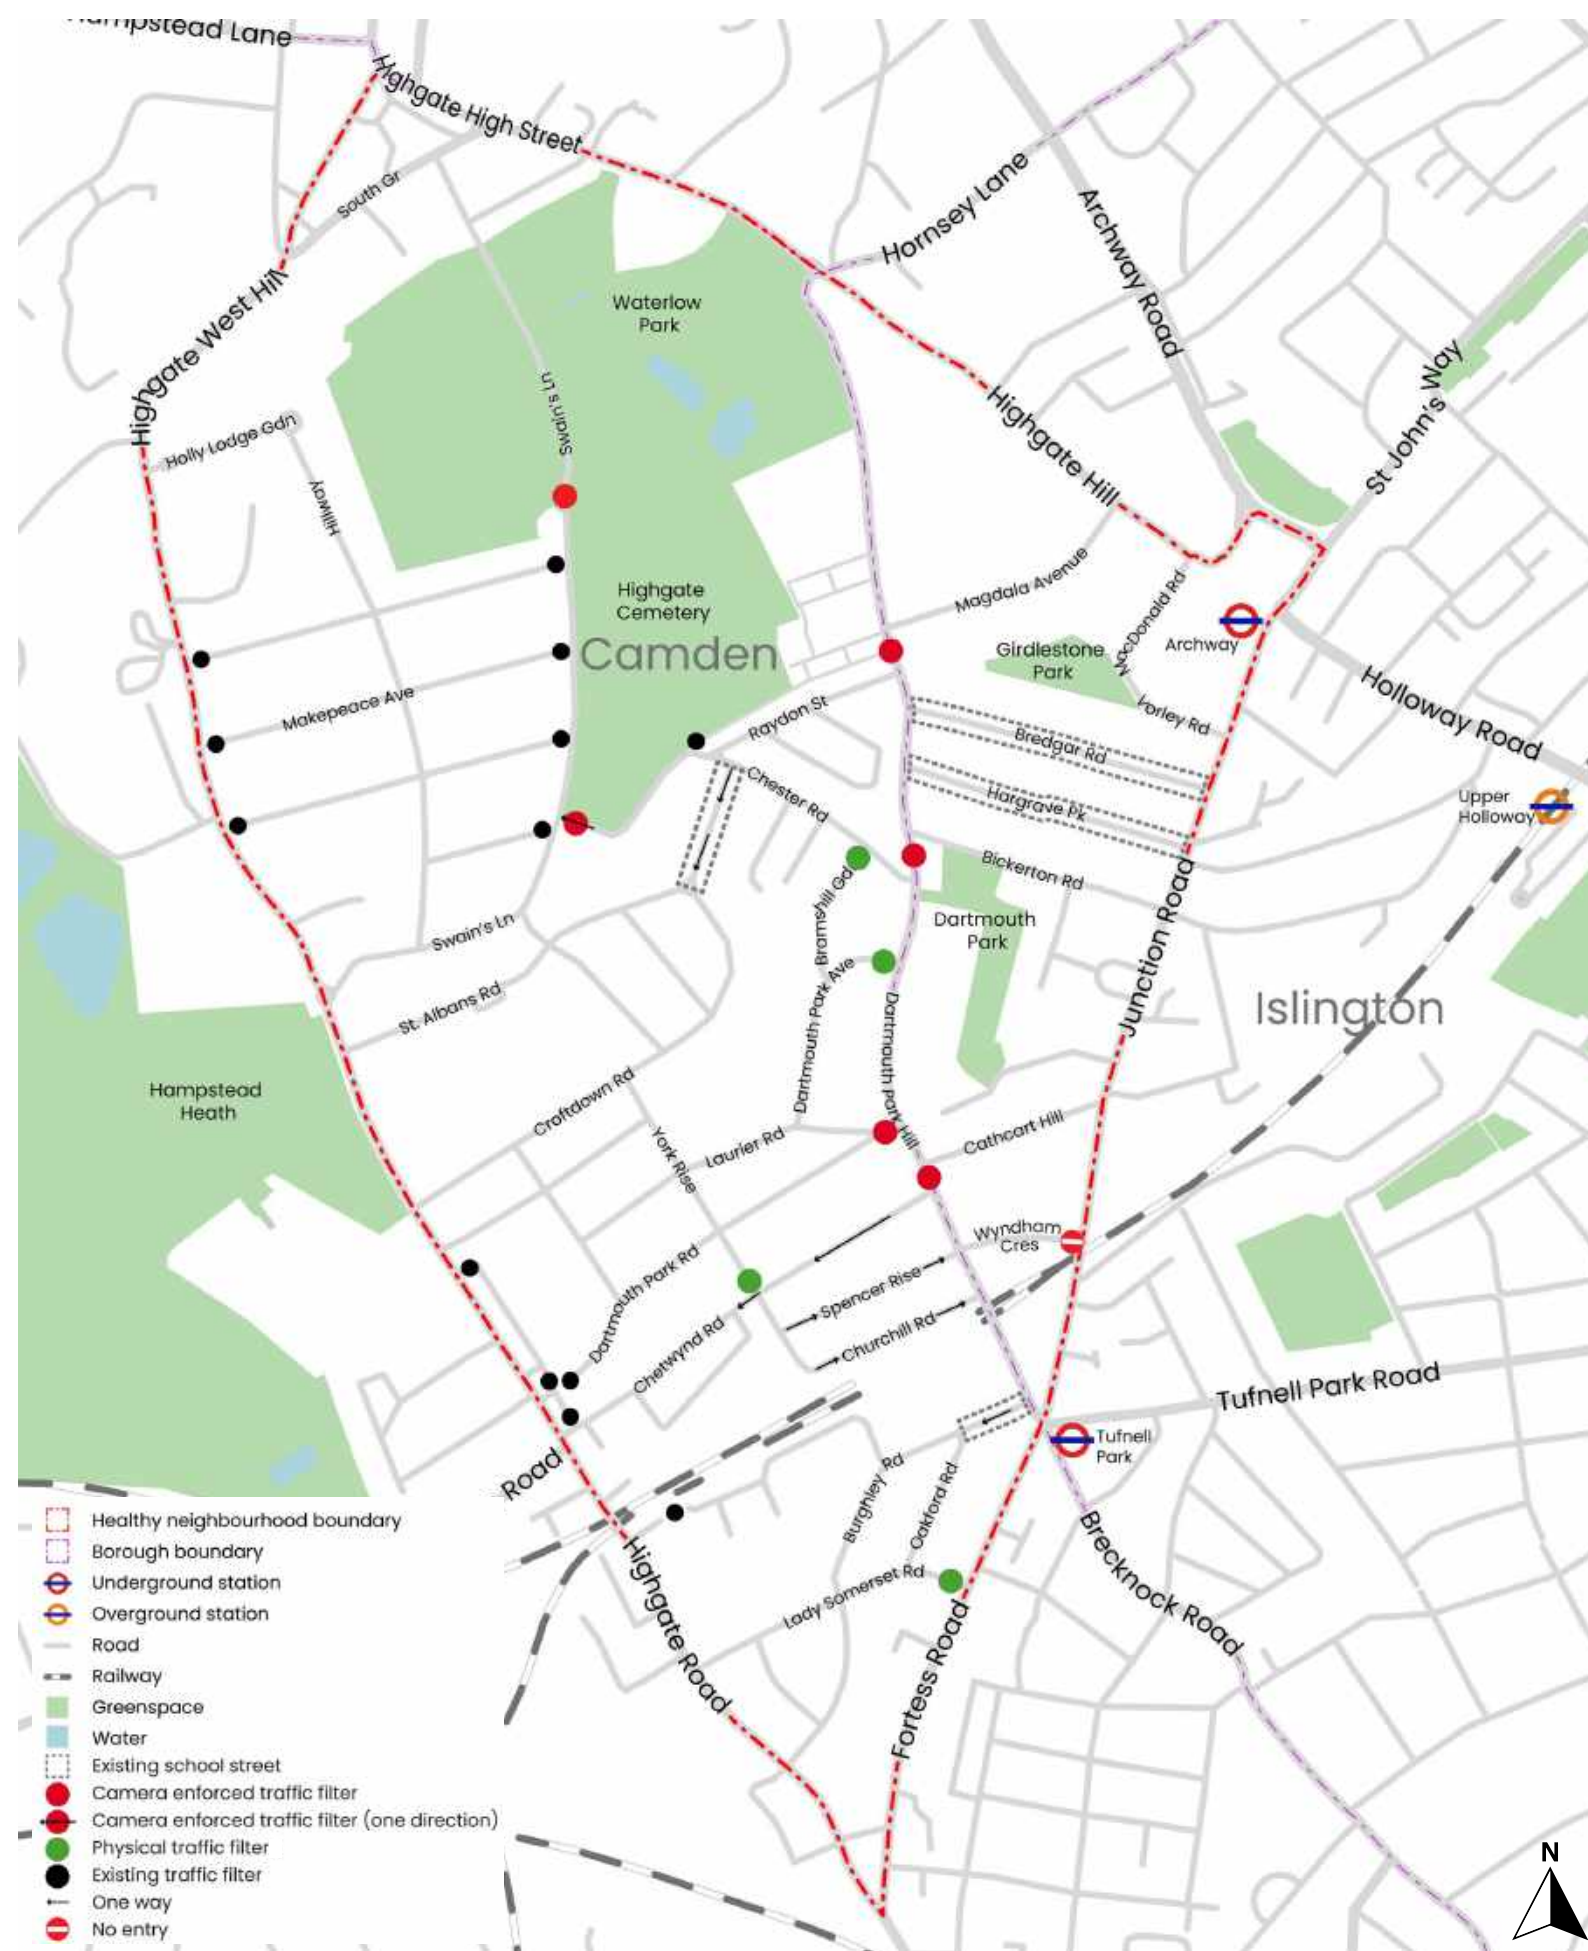 Hampstead Lane
Highgate High Street
South Gr
Hornsey Lane
Archway Road
Highgate West Hill
Waterlow
Park
St John's Way
Swain's Ln
Holly Lodge Gdn
Highgate Hill
Hillway
Magdala Avenue
MacDonald Rd
Highgate
Cemetery
Camden
Girdlestone
Park
Archway
Makepeace Ave
Raydon St
Vorley Rd
Holloway Road
Bredgar Rd
Chester Rd
Hargrave Pk
Upper
Holloway
Bickerton Rd
Bramshill Gd
Junction Road
Dartmouth
Park
Swain's Ln
Dartmouth Park Ave
St. Albans Rd
Dartmouth Park Hill
Islington
Hampstead
Heath
Croftdown Rd
York Rise
Laurier Rd
Cathcart Hill
Wyndham
Cres
Dartmouth Park Rd
Spencer Rise
Churchill Rd
Chetwynd Rd
Tufnell Park Road
Tufnell
Park
Road
Burghley Rd
Oakford Rd
Lady Somerset Rd
Brecknock Road
Highgate Road
Fortess Road
Healthy neighbourhood boundary
Borough boundary
Underground station
Overground station
Road
Railway
Greenspace
Water
Existing school street
Camera enforced traffic filter
Camera enforced traffic filter (one direction)
Physical traffic filter
Existing traffic filter
One way
No entry
N